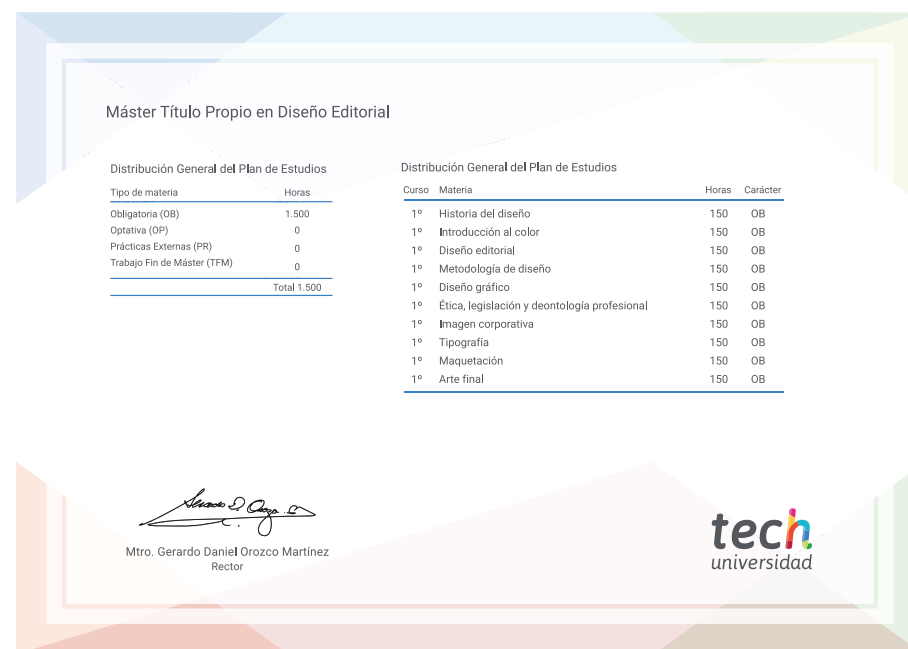 Máster Título Propio en Diseño Editorial
Distribución General del Plan de Estudios
Tipo de materia Horas
Obligatoria (OB) 1.500
Optativa (OP) 0
Prácticas Externas (PR) 0
Trabajo Fin de Máster (TFM) 0
Total 1.500
Distribución General del Plan de Estudios
Curso Materia Horas Carácter
1º Historia del diseño 150 OB
1º Introducción al color 150 OB
1º Diseño editorial 150 OB
1º Metodología de diseño 150 OB
1º Diseño gráfico 150 OB
1º Ética, legislación y deontología profesional 150 OB
1º Imagen corporativa 150 OB
1º Tipografía 150 OB
1º Maquetación 150 OB
1º Arte final 150 OB
Mtro. Gerardo Daniel Orozco Martínez
Rector
tech
universidad